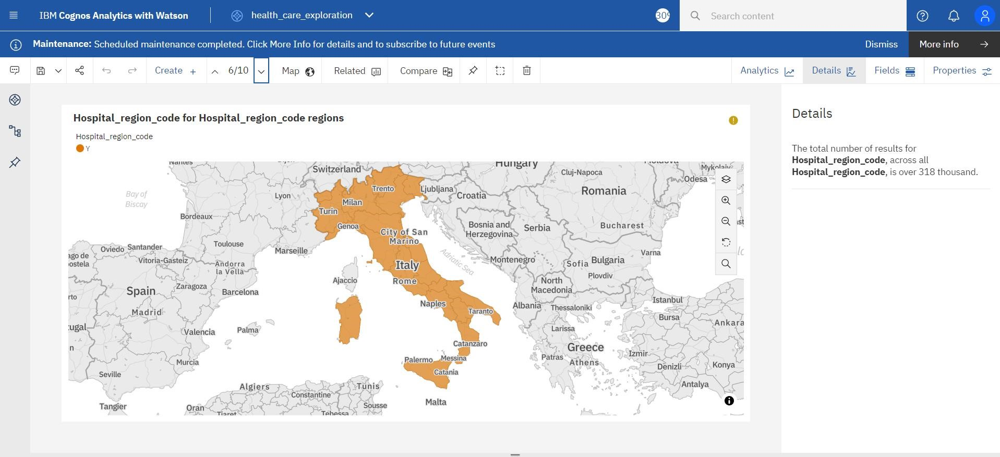 IBM Cognos Analytics with Watson
health_care_exploration
Search content
Maintenance: Scheduled maintenance completed. Click More Info for details and to subscribe to future events
Dismiss
More info
Create +
6/10
Map
Related
Compare
Analytics
Details
Fields
Properties
Hospital_region_code for Hospital_region_code regions
Hospital_region_code
Y
Nantes
Switzerland
Hungary
Moldova
Mykolaiv
Cluj-Napoca
Odesa
Trento
Ljubljana
Romania
Bay of
Biscay
Lyon
Croatia
Milan
Turin
Bordeaux
Genoa
Bosnia and
Herzegovina
Serbia
Bucharest
City of San
Marino
Toulouse
Oviedo
Santander
Marseille
Varna
Vitoria-Gasteiz
Andorra
la Vella
Adriatic Sea
Montenegro
Sofia
Bulgaria
Italy
Plovdiv
Ajaccio
Rome
North
Macedonia
Zaragoza
Spain
Barcelona
Istanbul
Naples
Albania
Thessaloniki
Madrid
Taranto
Bursa
Ankara
Valencia
Palma
Larissa
Catanzaro
Greece
Izmir
Palermo
Messina
Patras
Athens
Murcia
Denizli
Konya
Seville
Catania
Antalya
Algiers
Tunis
Constantine
Malta
Tangier
Oran
Sousse
Tiaret
Tebessa
Details
The total number of results for
Hospital_region_code, across all
Hospital_region_code, is over 318 thousand.